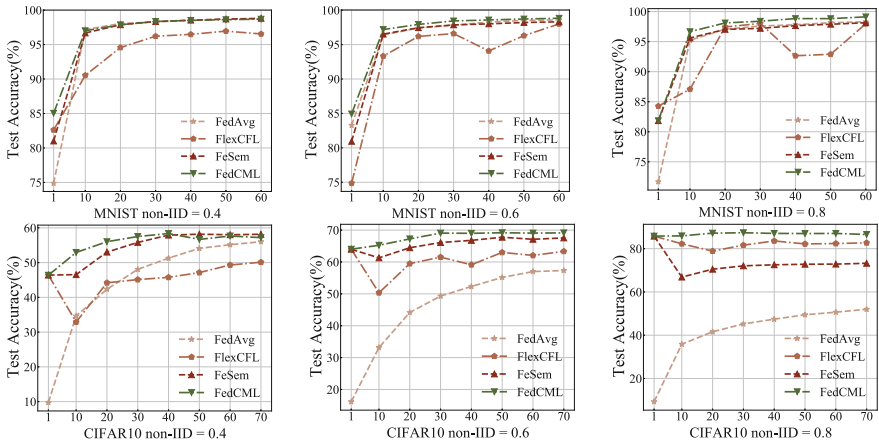 Test Accuracy(%)
100
95
90
85
80
75
FedAvg
FlexCFL
FeSem
FedCML
1 10 20 30 40 50 60
MNIST non-IID = 0.4
Test Accuracy(%)
100
95
90
85
80
75
FedAvg
FlexCFL
FeSem
FedCML
1 10 20 30 40 50 60
MNIST non-IID = 0.6
Test Accuracy(%)
100
95
90
85
80
75
FedAvg
FlexCFL
FeSem
FedCML
1 10 20 30 40 50 60
MNIST non-IID = 0.8
Test Accuracy(%)
60
50
40
30
20
10
FedAvg
FlexCFL
FeSem
FedCML
1 10 20 30 40 50 60 70
CIFAR10 non-IID = 0.4
Test Accuracy(%)
70
60
50
40
30
20
FedAvg
FlexCFL
FeSem
FedCML
1 10 20 30 40 50 60 70
CIFAR10 non-IID = 0.6
Test Accuracy(%)
80
60
40
20
FedAvg
FlexCFL
FeSem
FedCML
1 10 20 30 40 50 60 70
CIFAR10 non-IID = 0.8